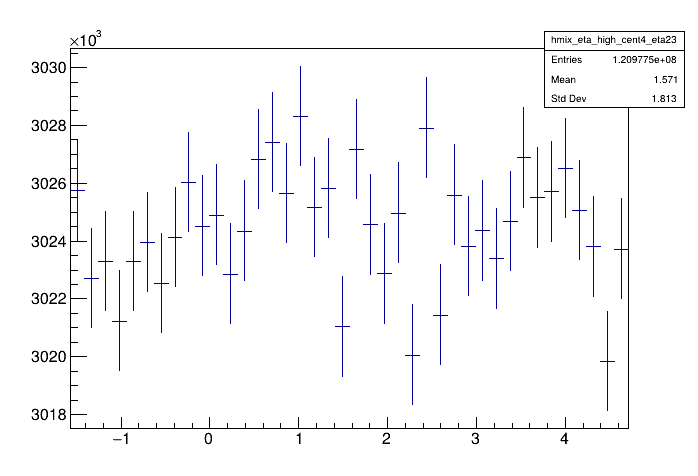 ×10³
hmix_eta_high_cent4_eta23
Entries 1.209775e+08
Mean 1.571
Std Dev 1.813
3030
3028
3026
3024
3022
3020
3018
−1 0 1 2 3 4